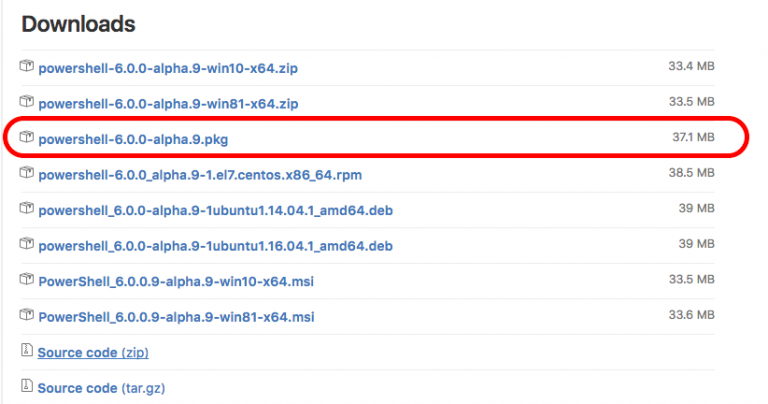 Downloads
powershell-6.0.0-alpha.9-win10-x64.zip 33.4 MB
powershell-6.0.0-alpha.9-win81-x64.zip 33.5 MB
powershell-6.0.0-alpha.9.pkg 37.1 MB
powershell-6.0.0_alpha.9-1.el7.centos.x86_64.rpm 38.5 MB
powershell_6.0.0-alpha.9-1ubuntu1.14.04.1_amd64.deb 39 MB
powershell_6.0.0-alpha.9-1ubuntu1.16.04.1_amd64.deb 39 MB
PowerShell_6.0.0.9-alpha.9-win10-x64.msi 33.5 MB
PowerShell_6.0.0.9-alpha.9-win81-x64.msi 33.6 MB
Source code (zip)
Source code (tar.gz)